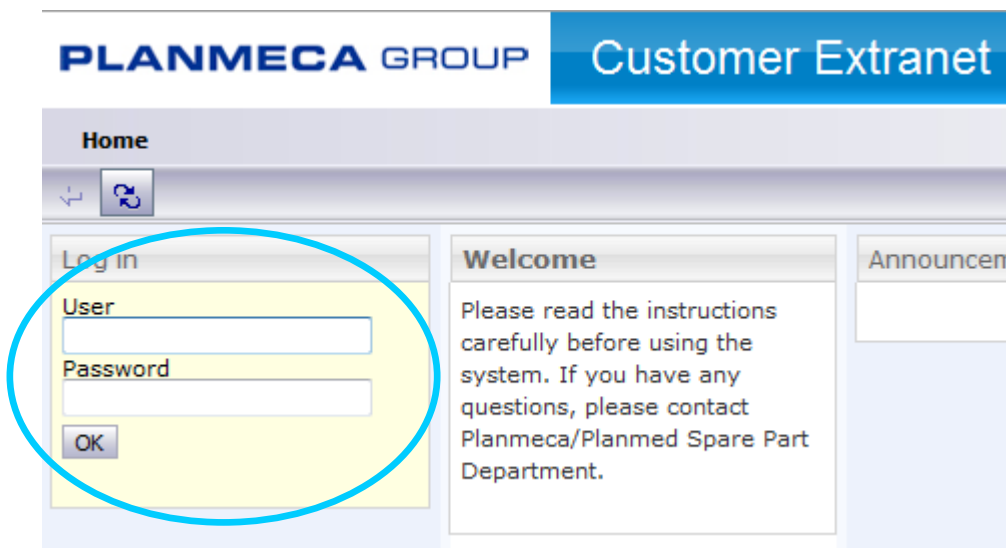 PLANMECA GROUP
Customer Extranet
Home
Log in
User
Password
OK
Welcome
Please read the instructions
carefully before using the
system. If you have any
questions, please contact
Planmeca/Planmed Spare Part
Department.
Announcem